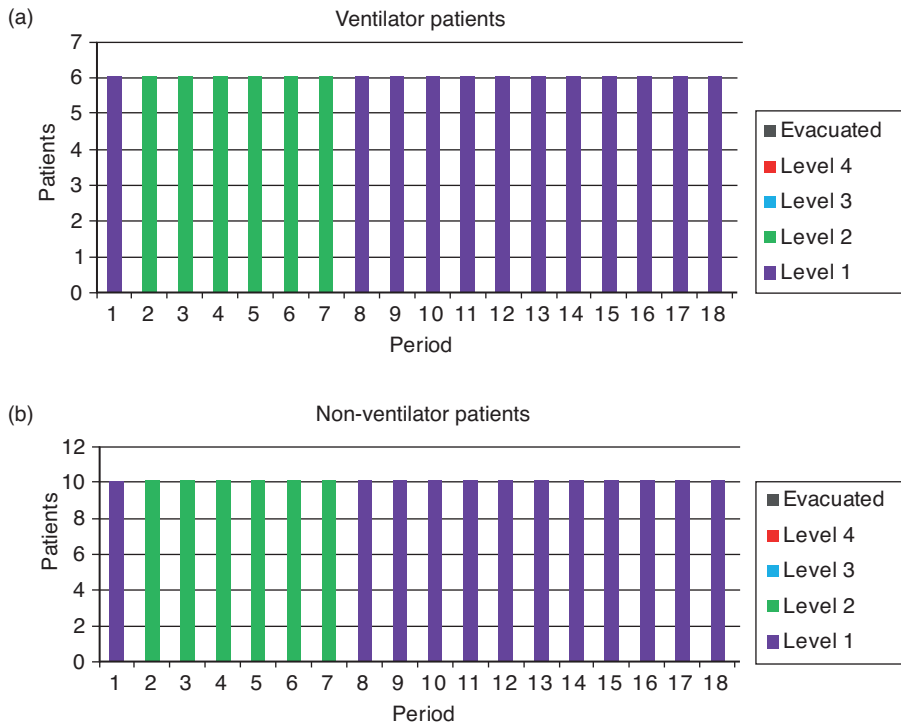 (a)
Ventilator patients
7
6
5
4
3
2
1
0
Patients
1 2 3 4 5 6 7 8 9 10 11 12 13 14 15 16 17 18
Period
Evacuated
Level 4
Level 3
Level 2
Level 1
(b)
Non-ventilator patients
12
10
8
6
4
2
0
Patients
1 2 3 4 5 6 7 8 9 10 11 12 13 14 15 16 17 18
Period
Evacuated
Level 4
Level 3
Level 2
Level 1